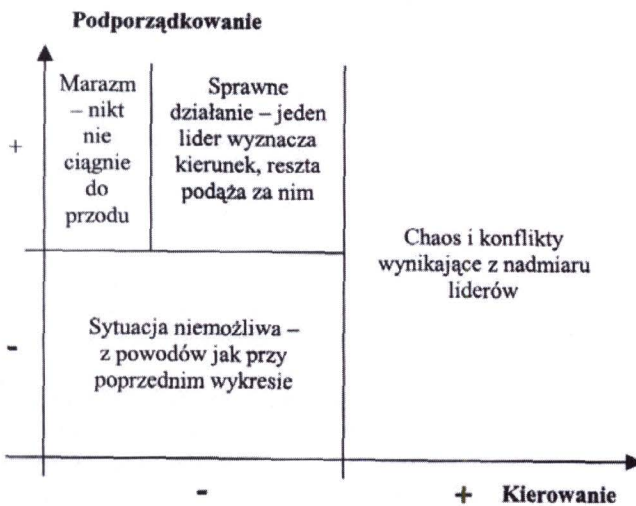 Podporządkowanie
Marazm
– nikt
nie
ciągnie
do
przodu
Sprawne
działanie – jeden
lider wyznacza
kierunek, reszta
podąża za nim
+
Chaos i konflikty
wynikające z nadmiaru
liderów
-
Sytuacja niemożliwa –
z powodów jak przy
poprzednim wykresie
-
+ Kierowanie